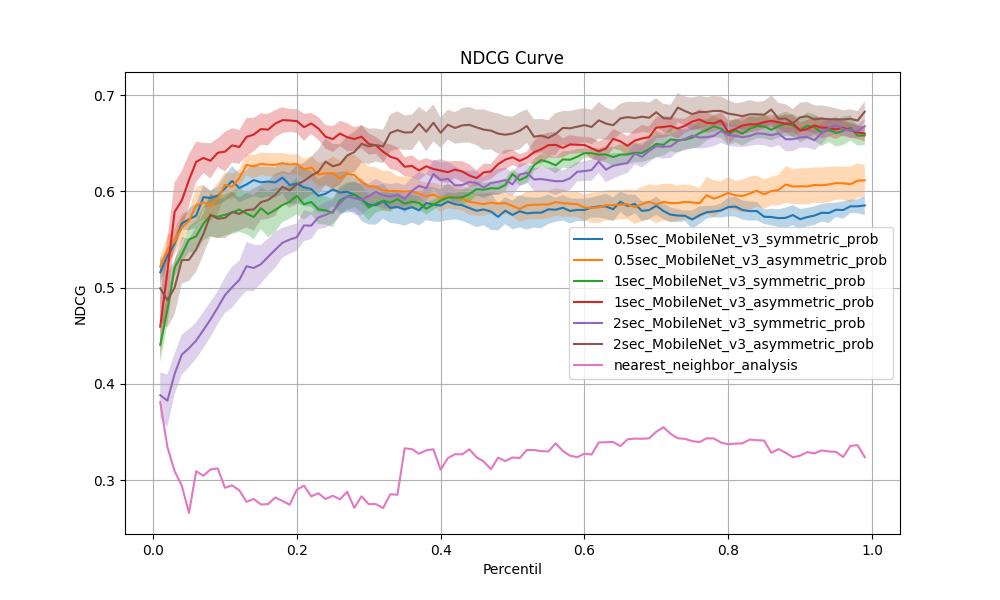 NDCG Curve
NDCG
0.7
0.6
0.5
0.4
0.3
0.5sec_MobileNet_v3_symmetric_prob
0.5sec_MobileNet_v3_asymmetric_prob
1sec_MobileNet_v3_symmetric_prob
1sec_MobileNet_v3_asymmetric_prob
2sec_MobileNet_v3_symmetric_prob
2sec_MobileNet_v3_asymmetric_prob
nearest_neighbor_analysis
0.0 0.2 0.4 0.6 0.8 1.0
Percentil